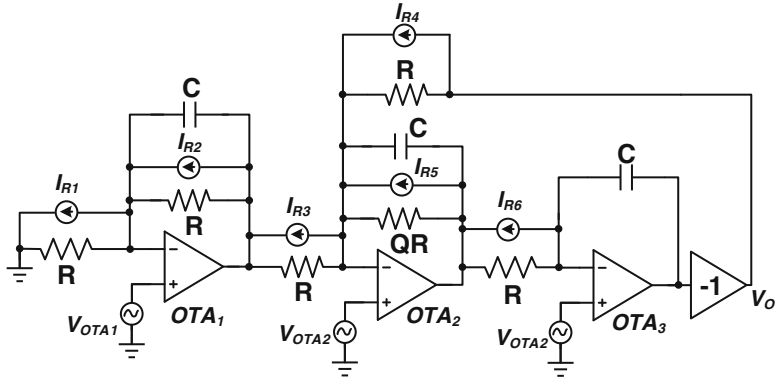 I_R4
R
C
C
I_R2
I_R5
C
I_R1
R
I_R3
QR
I_R6
R
R
R
-1
V_OTA1
OTA_1
V_OTA2
OTA_2
V_OTA2
OTA_3
V_O